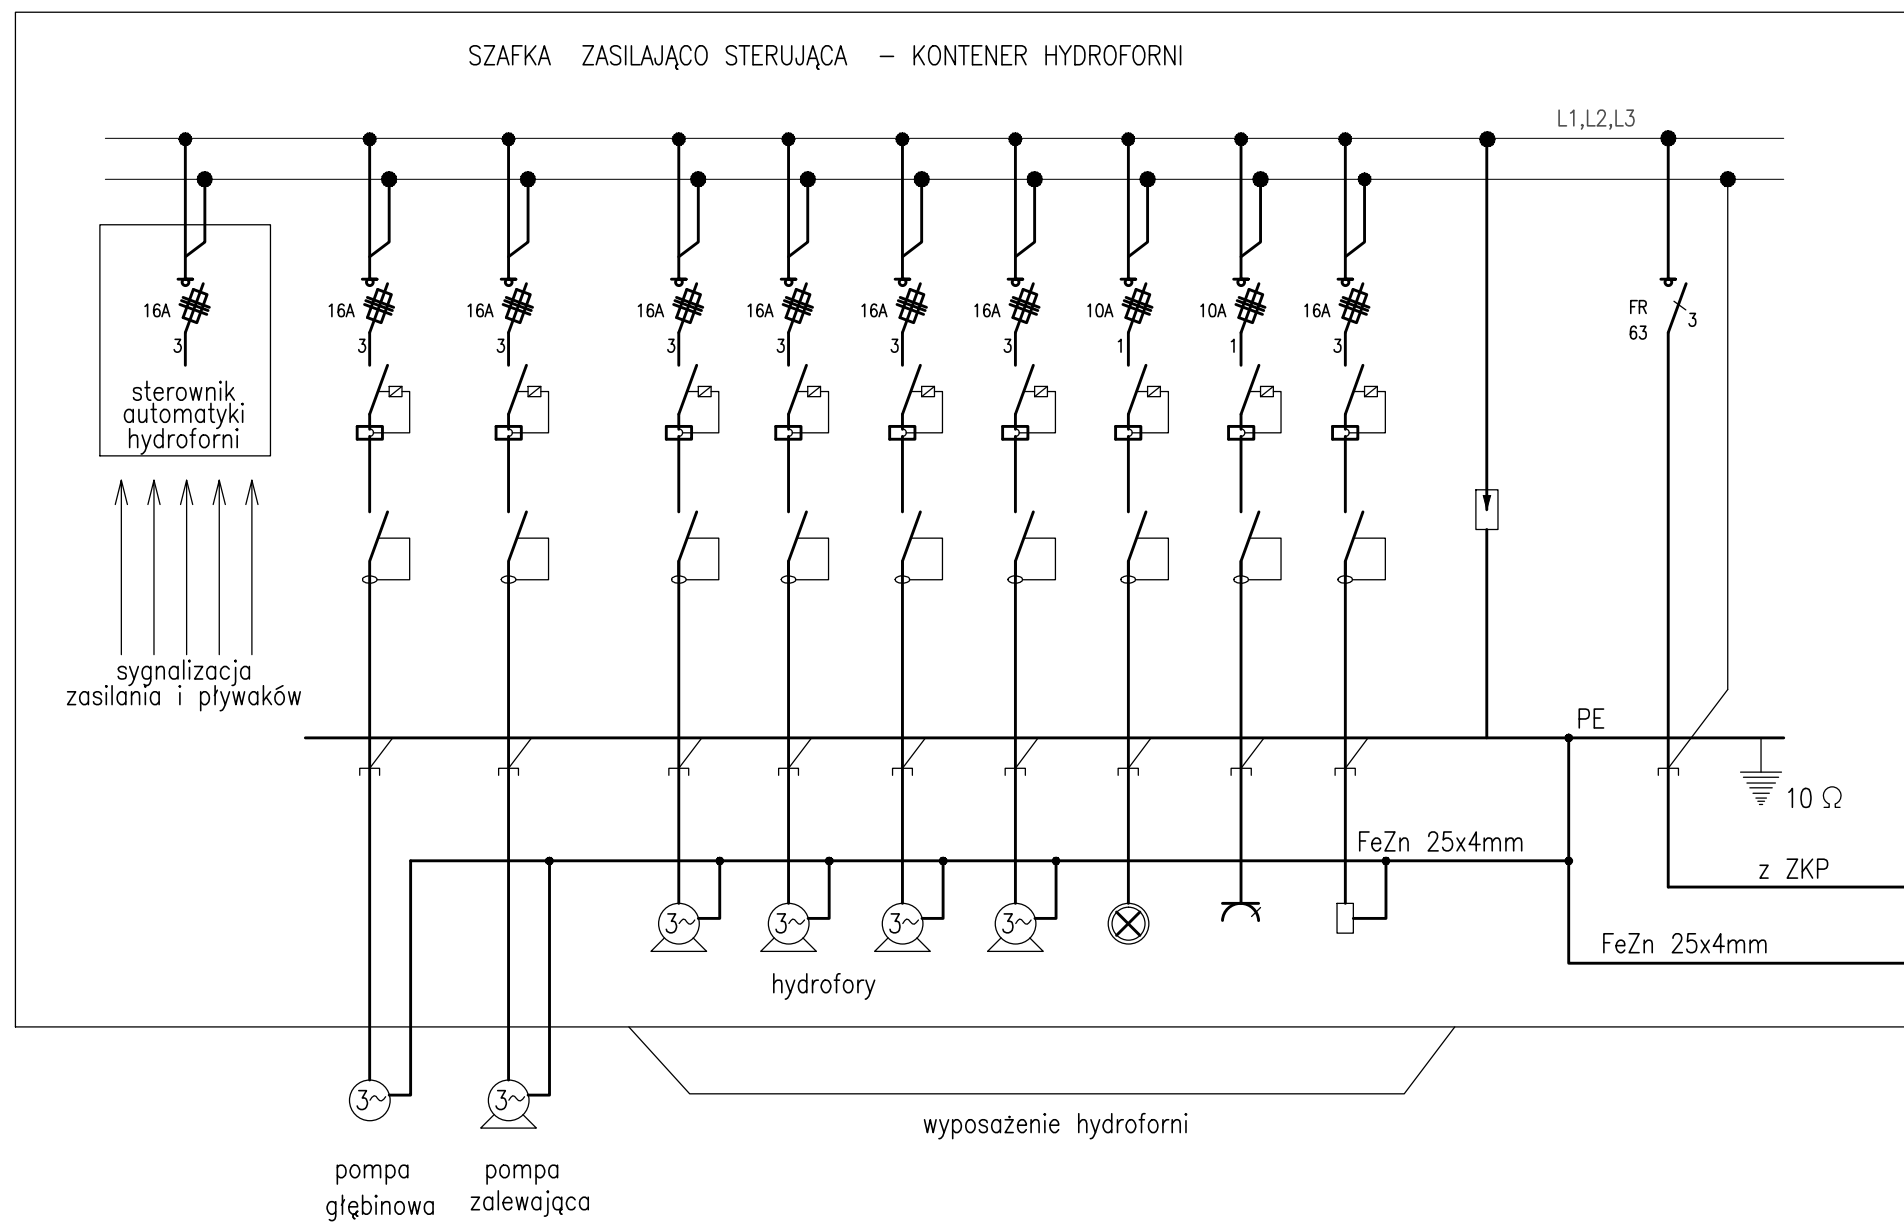 SZAFKA ZASILAJĄCO STERUJĄCA – KONTENER HYDROFORNI
L1,L2,L3
16A 16A 16A 16A 16A 16A 16A 10A 10A 16A
FR
63
3
3 3 3 3 3 3 3 1 1 3
sterownik
automatyki
hydroforni
sygnalizacja
zasilania i pływaków
PE
10 Ω
FeZn 25x4mm
z ZKP
3~ 3~ 3~ 3~
FeZn 25x4mm
hydrofory
3~ 3~
wyposażenie hydroforni
pompa
głębinowa
pompa
zalewająca